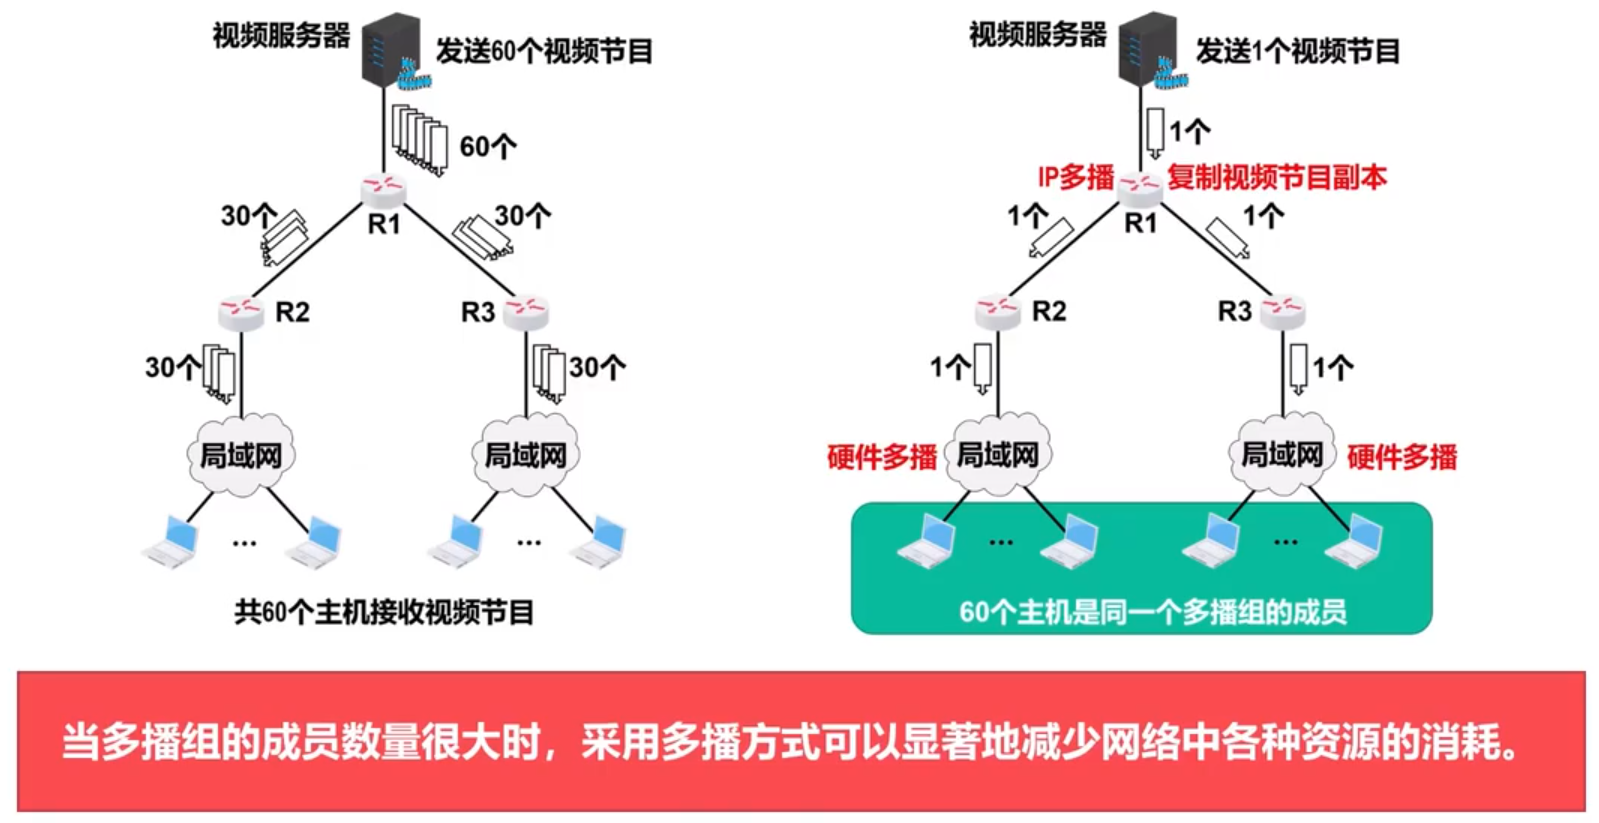 视频服务器
发送60个视频节目
60个
R1
30个
30个
R2
R3
30个
30个
局域网
局域网
...
...
共60个主机接收视频节目
视频服务器
发送1个视频节目
1个
IP多播
复制视频节目副本
R1
1个
1个
R2
R3
1个
1个
硬件多播
局域网
局域网
硬件多播
...
...
60个主机是同一个多播组的成员
当多播组的成员数量很大时，采用多播方式可以显著地减少网络中各种资源的消耗。